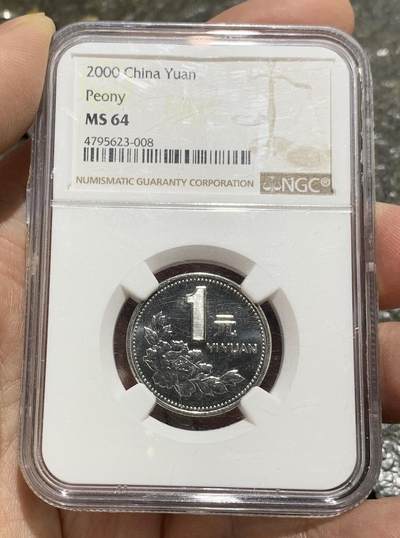 2000 China Yuan
Peony
MS 64
4795623-008
NUMISMATIC GUARANTY CORPORATION NGC®
1
元
YI YUAN